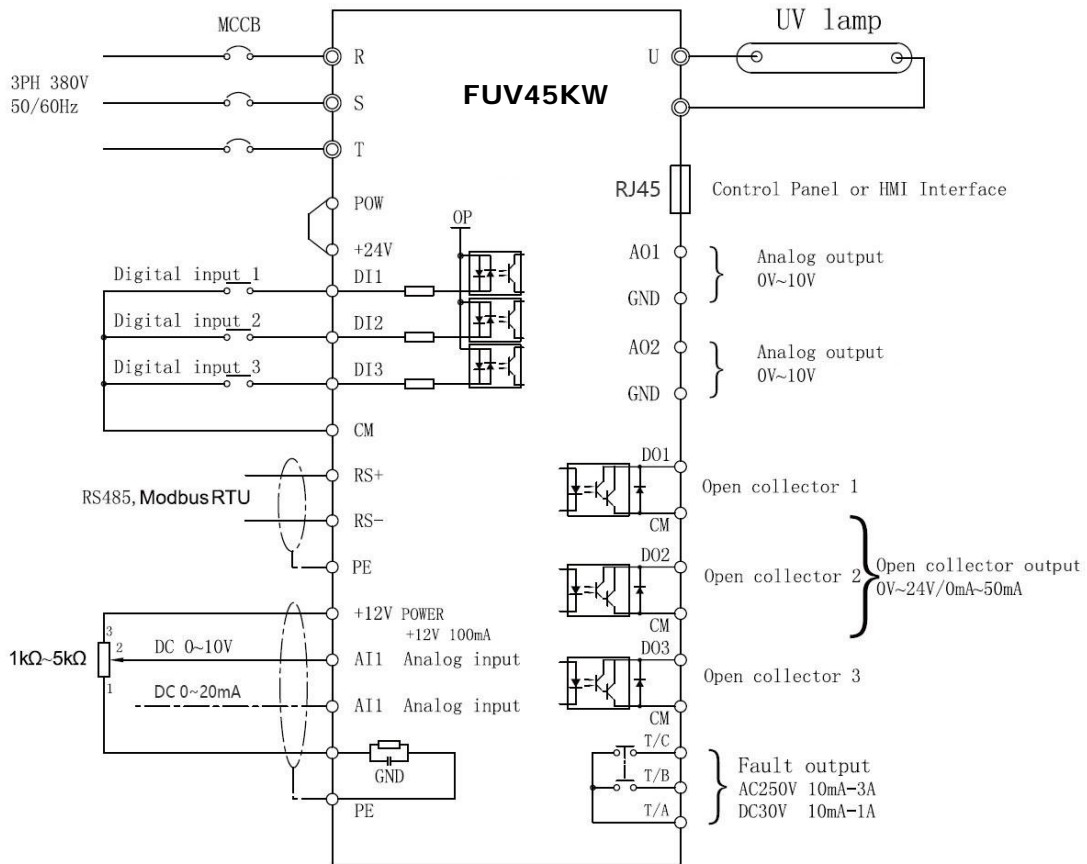 MCCB
3PH 380V
50/60Hz
R
S
T
FUV45KW
UV lamp
U
RJ45
Control Panel or HMI Interface
POW
+24V
OP
Digital input 1
DI1
Digital input 2
DI2
Digital input 3
DI3
CM
AO1
GND
Analog output
0V~10V
AO2
GND
Analog output
0V~10V
RS485, Modbus RTU
RS+
RS-
PE
DO1
CM
Open collector 1
DO2
CM
Open collector 2
DO3
CM
Open collector 3
Open collector output
0V~24V/0mA~50mA
+12V POWER
+12V 100mA
1kΩ~5kΩ
3
2
1
DC 0~10V
AI1 Analog input
DC 0~20mA
AI1 Analog input
GND
PE
T/C
T/B
T/A
Fault output
AC250V 10mA-3A
DC30V 10mA-1A